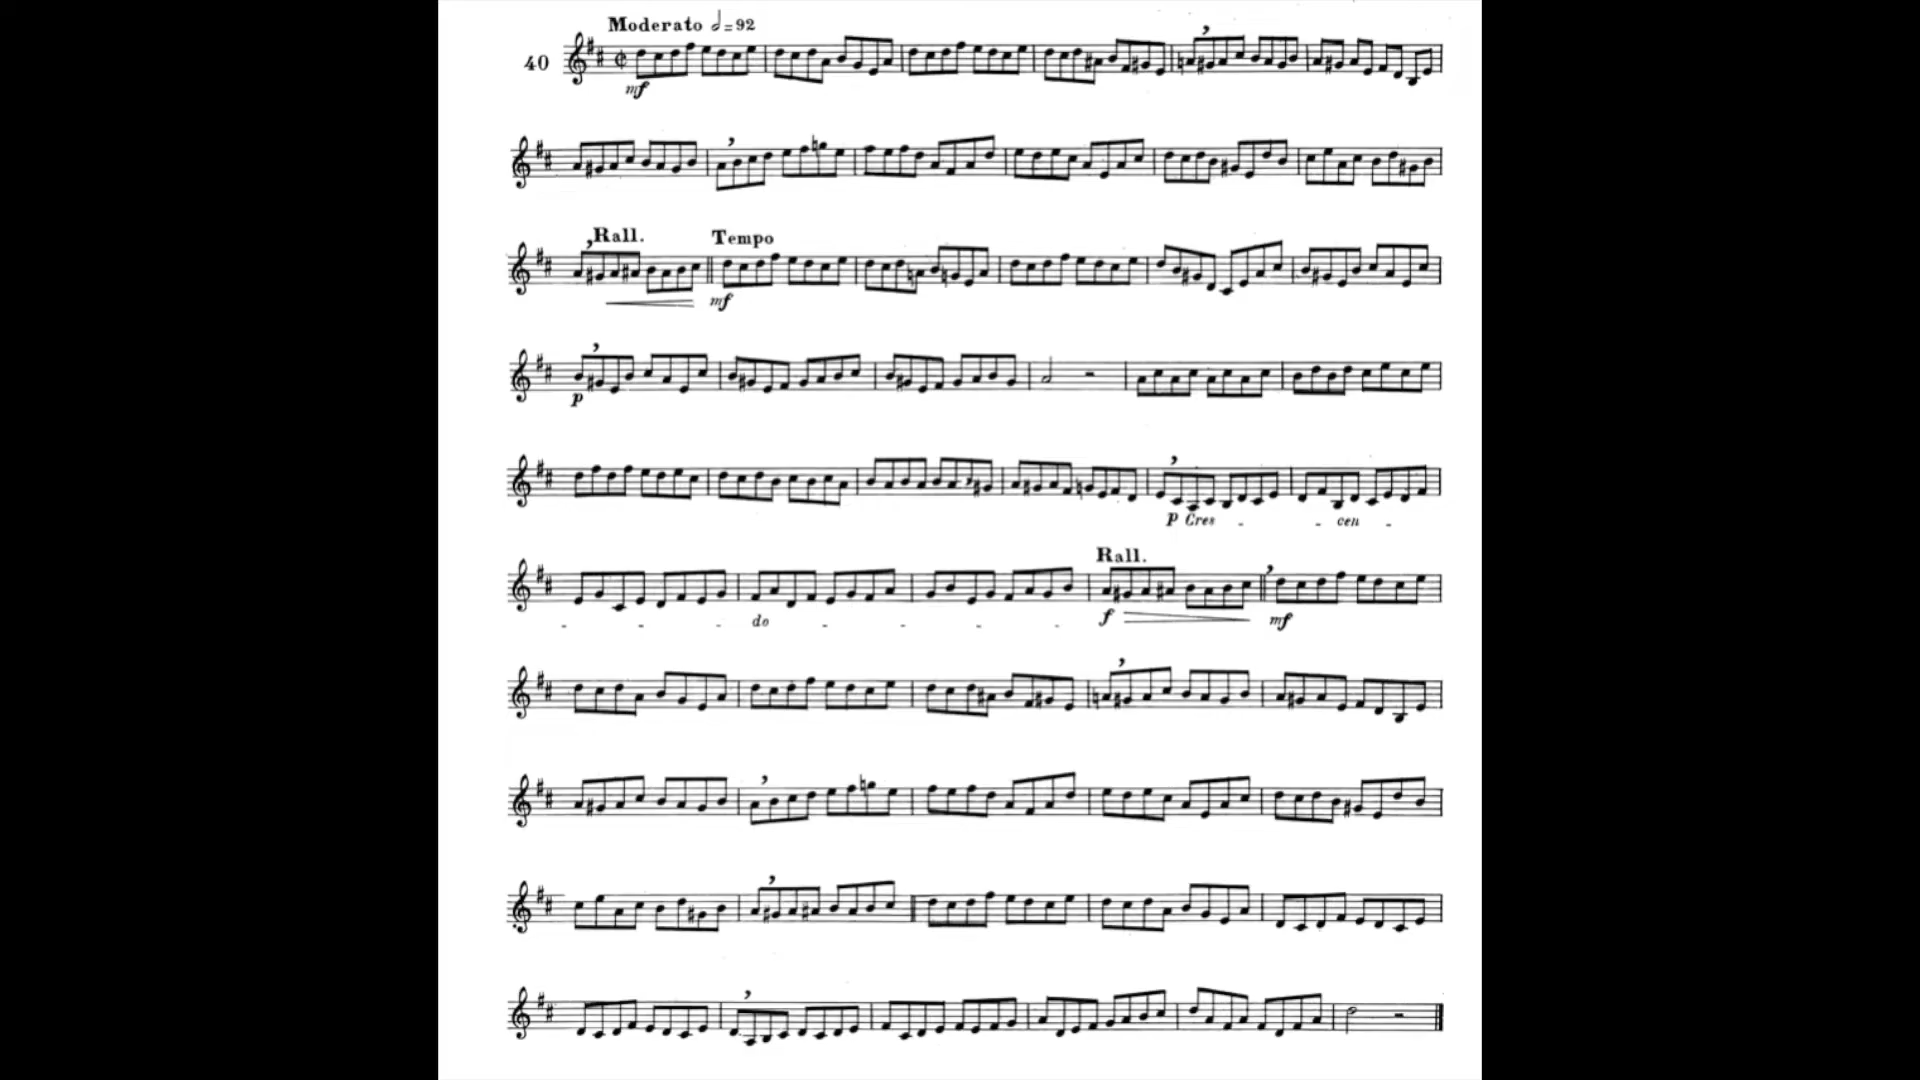 Moderato 𝅗𝅥=92
40
mf
Rall. Tempo
mf
p
p Cres - - cen -
Rall.
- - - do - - - - f mf